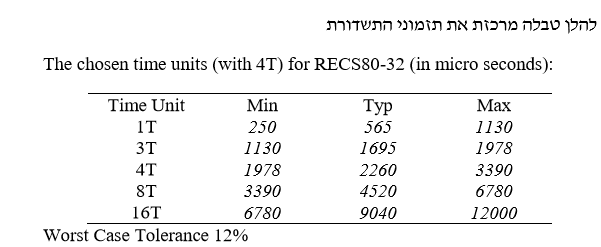 להלן טבלה מרכזת את תזמוני התשדורת
The chosen time units (with 4T) for RECS80-32 (in micro seconds):
Time Unit Min Typ Max
1T 250 565 1130
3T 1130 1695 1978
4T 1978 2260 3390
8T 3390 4520 6780
16T 6780 9040 12000
Worst Case Tolerance 12%